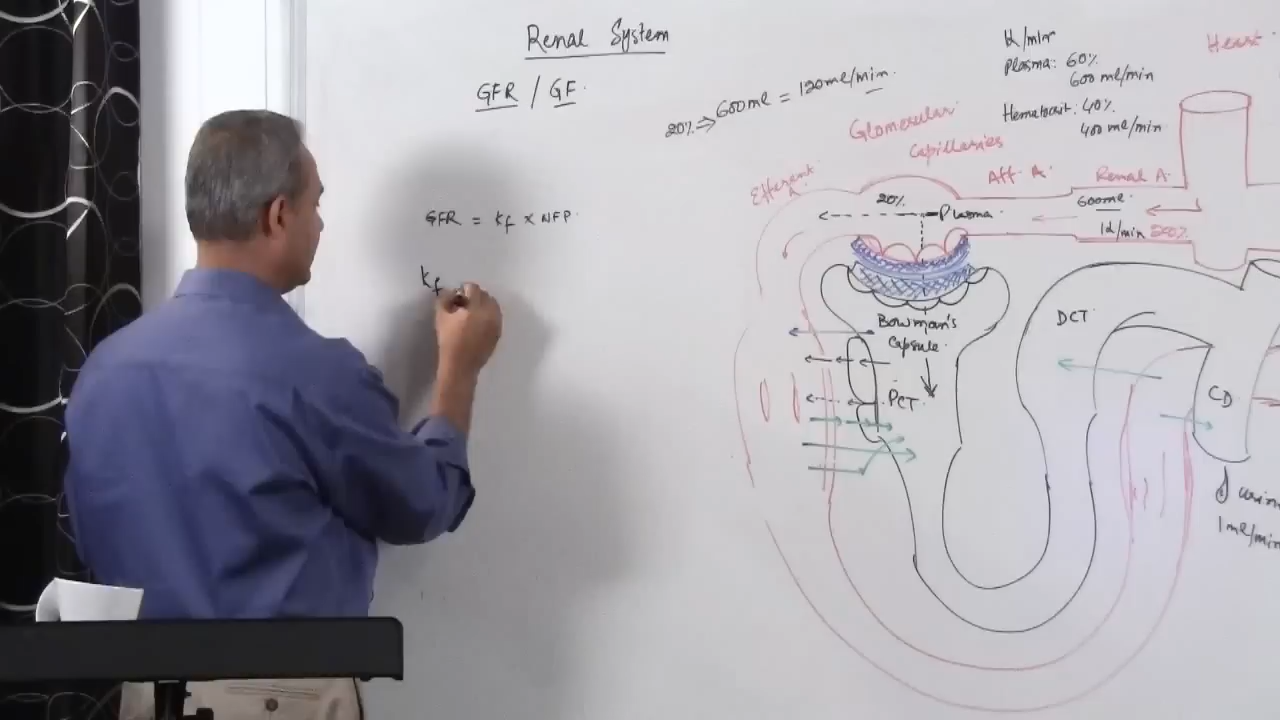 Renal System
GFR / GF.
20% ⇒ 600ml = 120ml/min.
GFR = Kf x NFP.
Kf
1L/min
Plasma: 60%
600 ml/min
Hematocrit: 40%.
400 ml/min
Heart
Glomerular
Capillaries
Efferent
A.
Aff. A.
Renal A.
20%
Plasma
600ml
1L/min 20%
Bowman's
Capsule.
PCT.
DCT.
CD
urin
1ml/min